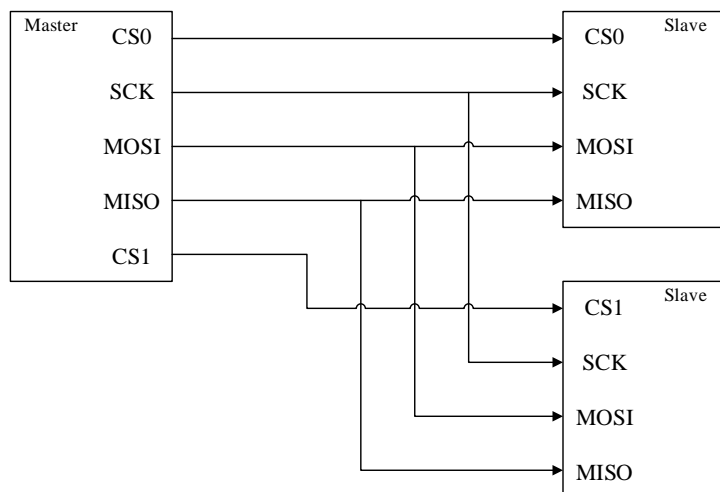 Master
CS0
SCK
MOSI
MISO
CS1
Slave
CS0
SCK
MOSI
MISO
Slave
CS1
SCK
MOSI
MISO